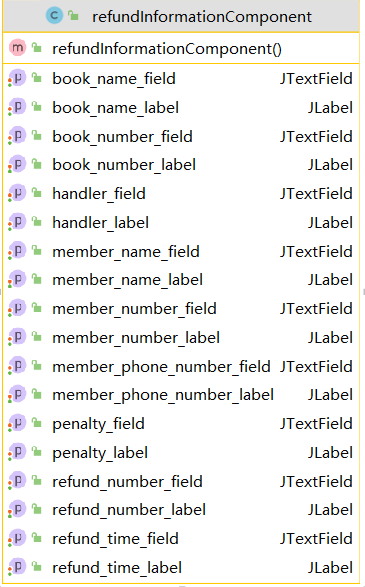 C refundInformationComponent
m refundInformationComponent()
p book_name_field JTextField
p book_name_label JLabel
p book_number_field JTextField
p book_number_label JLabel
p handler_field JTextField
p handler_label JLabel
p member_name_field JTextField
p member_name_label JLabel
p member_number_field JTextField
p member_number_label JLabel
p member_phone_number_field JTextField
p member_phone_number_label JLabel
p penalty_field JTextField
p penalty_label JLabel
p refund_number_field JTextField
p refund_number_label JLabel
p refund_time_field JTextField
p refund_time_label JLabel